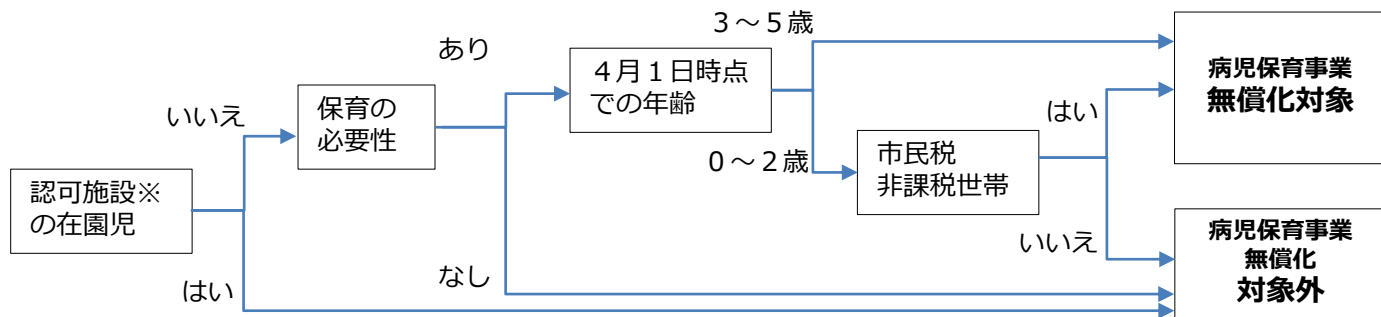 認可施設※
の在園児
いいえ
はい
保育の
必要性
あり
なし
４月１日時点
での年齢
３～５歳
０～２歳
市民税
非課税世帯
はい
いいえ
病児保育事業
無償化対象
病児保育事業
無償化
対象外